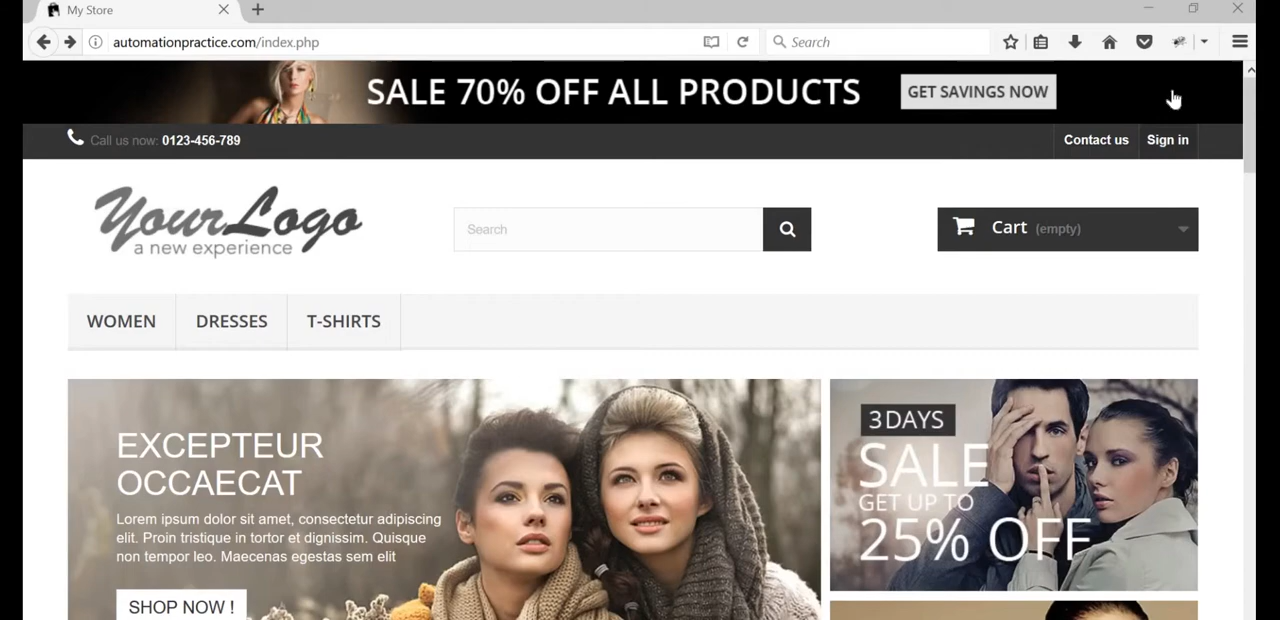 My Store
automationpractice.com/index.php
Search
SALE 70% OFF ALL PRODUCTS
GET SAVINGS NOW
Call us now: 0123-456-789
Contact us
Sign in
YourLogo
a new experience
Search
Cart (empty)
WOMEN
DRESSES
T-SHIRTS
EXCEPTEUR
OCCAECAT
Lorem ipsum dolor sit amet, consectetur adipiscing
elit. Proin tristique in tortor et dignissim. Quisque
non tempor leo. Maecenas egestas sem elit
SHOP NOW !
3 DAYS
SALE
GET UP TO
25% OFF